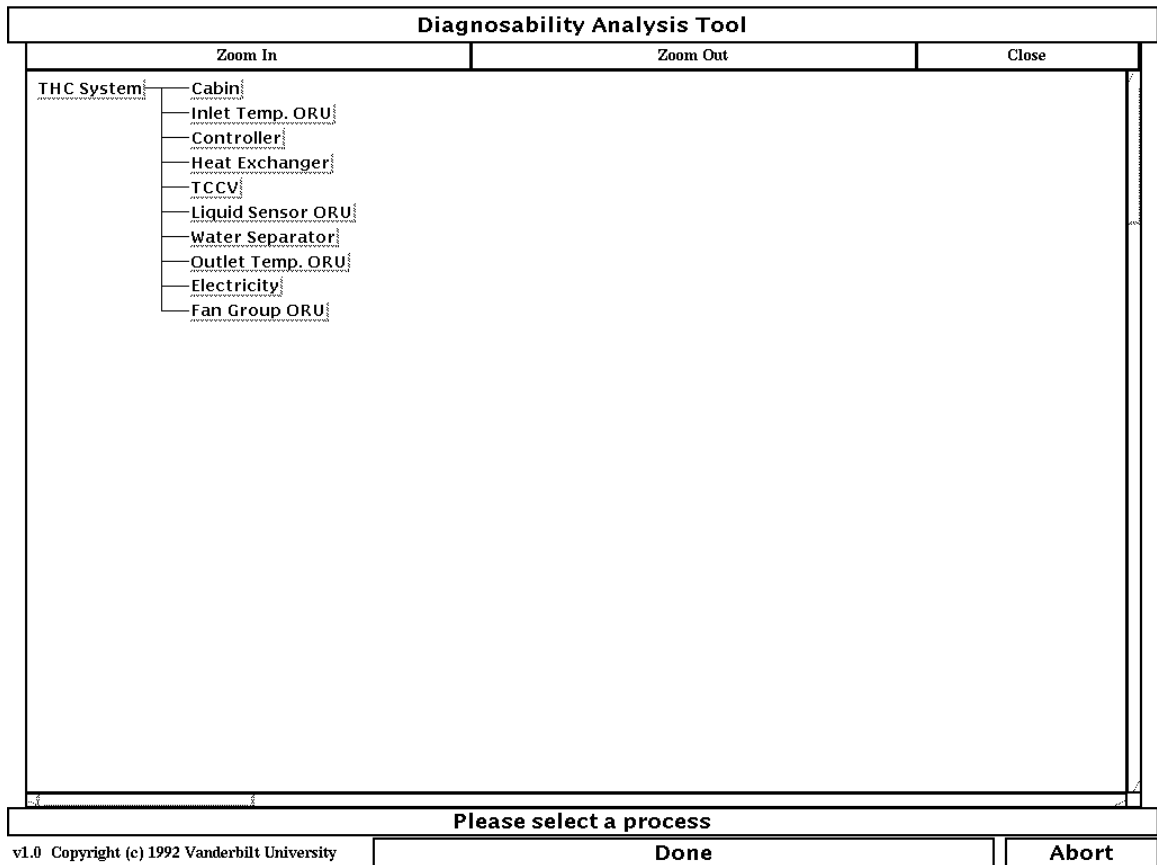 Diagnosability Analysis Tool
Zoom In Zoom Out Close
THC System Cabin
Inlet Temp. ORU
Controller
Heat Exchanger
TCCV
Liquid Sensor ORU
Water Separator
Outlet Temp. ORU
Electricity
Fan Group ORU
Please select a process
v1.0 Copyright (c) 1992 Vanderbilt University Done Abort